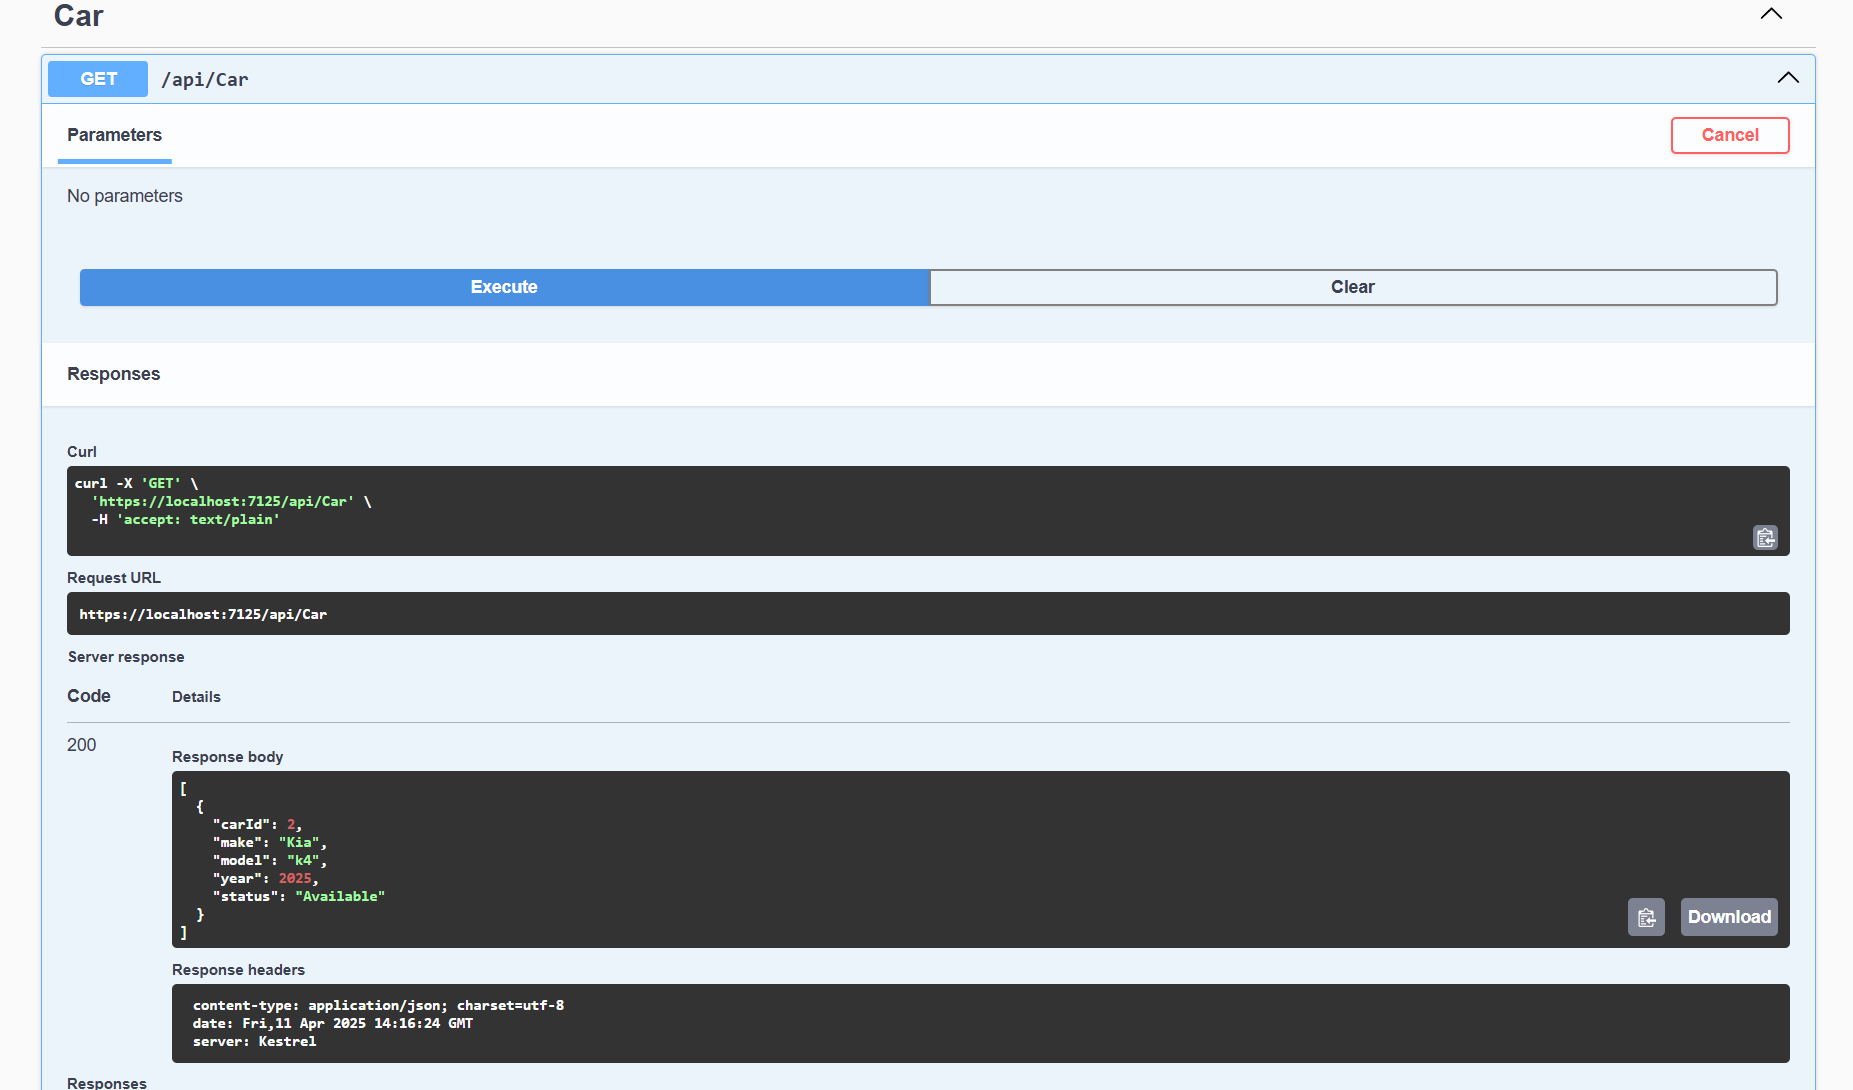 Car
GET /api/Car
Parameters
Cancel
No parameters
Execute
Clear
Responses
Curl
curl -X 'GET' \
  'https://localhost:7125/api/Car' \
  -H 'accept: text/plain'
Request URL
https://localhost:7125/api/Car
Server response
Code Details
200
Response body
[
  {
    "carId": 2,
    "make": "Kia",
    "model": "k4",
    "year": 2025,
    "status": "Available"
  }
]
Download
Response headers
content-type: application/json; charset=utf-8
date: Fri,11 Apr 2025 14:16:24 GMT
server: Kestrel
Responses